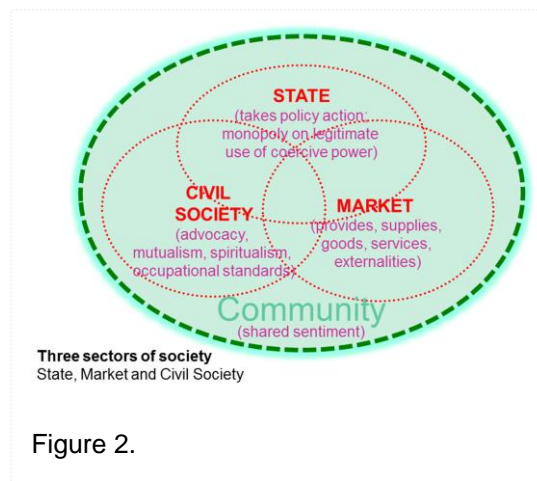 STATE
(takes policy action;
monopoly on legitimate
use of coercive power)
CIVIL
SOCIETY
(advocacy,
mutualism, spiritualism,
occupational standards)
MARKET
(provides, supplies,
goods, services,
externalities)
Community
(shared sentiment)
Three sectors of society
State, Market and Civil Society
Figure 2.